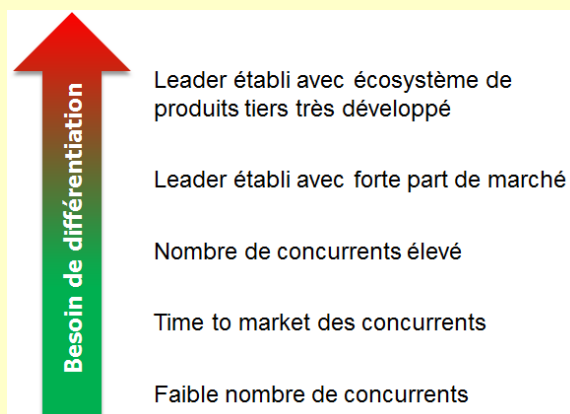 Besoin de différentiation
Leader établi avec écosystème de
produits tiers très développé
Leader établi avec forte part de marché
Nombre de concurrents élevé
Time to market des concurrents
Faible nombre de concurrents